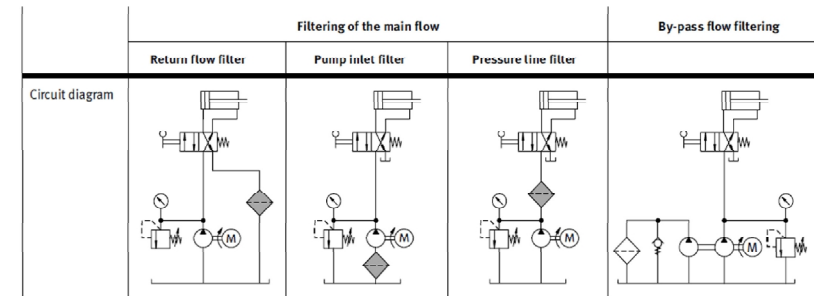 Filtering of the main flow
By-pass flow filtering
Return flow filter
Pump inlet filter
Pressure line filter
Circuit diagram
M
M
M
M